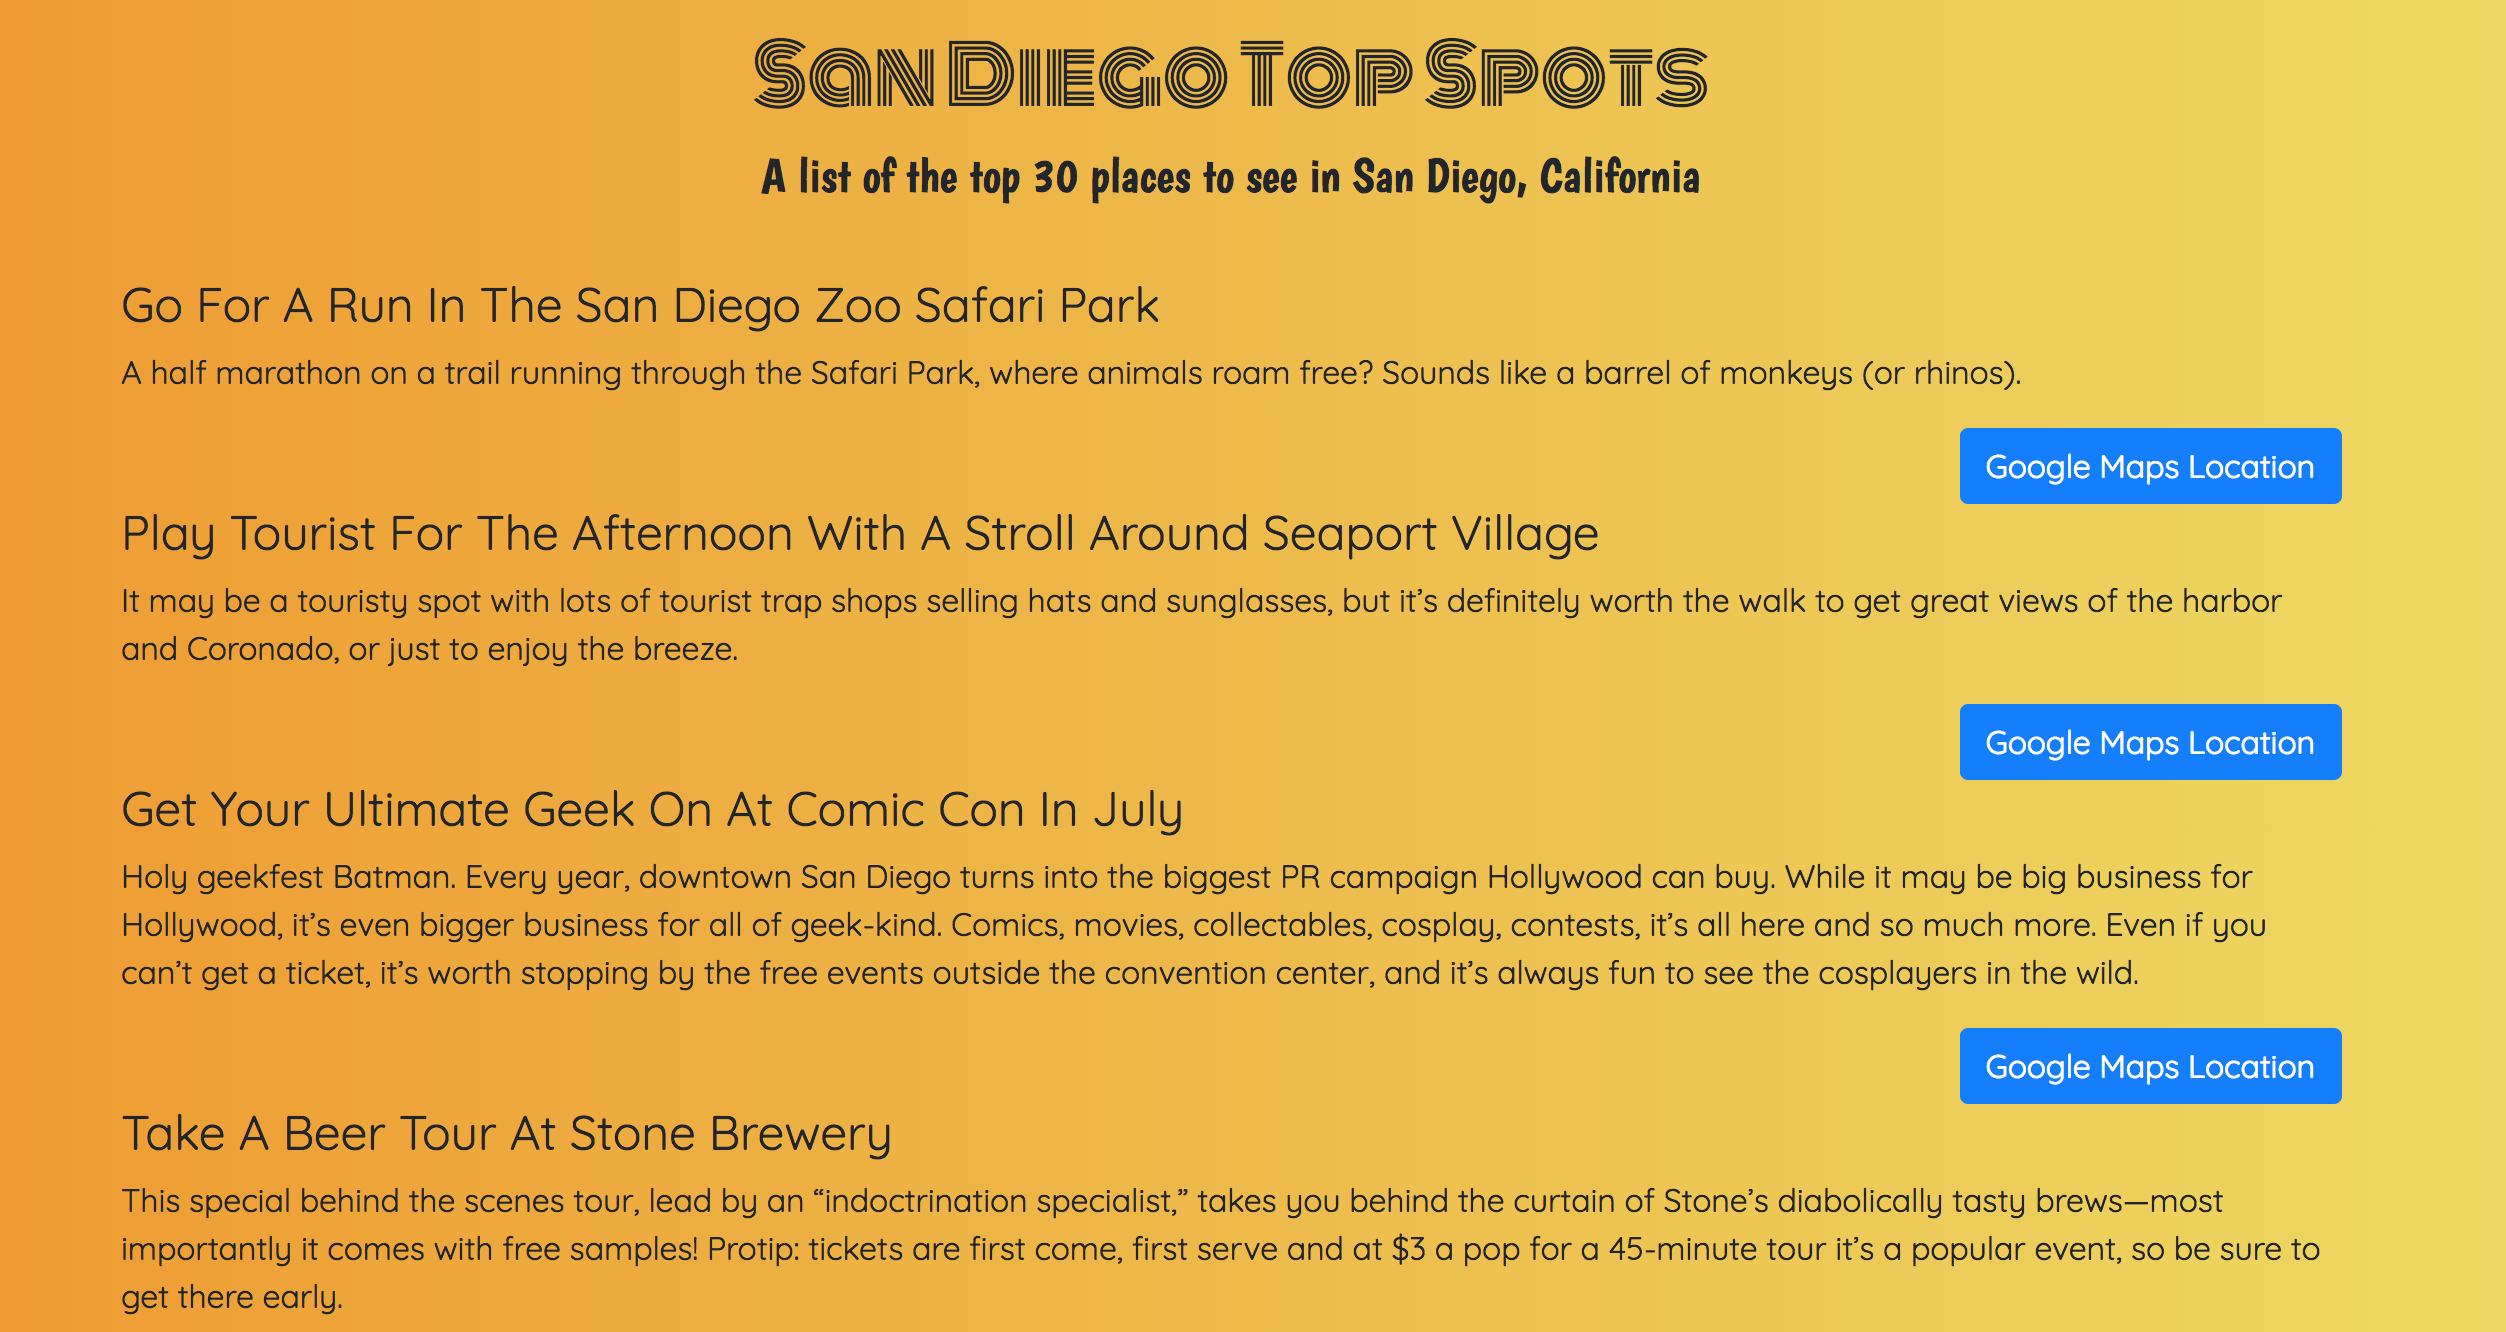 San Diego Top Spots
A list of the top 30 places to see in San Diego, California
Go For A Run In The San Diego Zoo Safari Park
A half marathon on a trail running through the Safari Park, where animals roam free? Sounds like a barrel of monkeys (or rhinos).
Google Maps Location
Play Tourist For The Afternoon With A Stroll Around Seaport Village
It may be a touristy spot with lots of tourist trap shops selling hats and sunglasses, but it’s definitely worth the walk to get great views of the harbor
and Coronado, or just to enjoy the breeze.
Google Maps Location
Get Your Ultimate Geek On At Comic Con In July
Holy geekfest Batman. Every year, downtown San Diego turns into the biggest PR campaign Hollywood can buy. While it may be big business for
Hollywood, it’s even bigger business for all of geek-kind. Comics, movies, collectables, cosplay, contests, it’s all here and so much more. Even if you
can’t get a ticket, it’s worth stopping by the free events outside the convention center, and it’s always fun to see the cosplayers in the wild.
Google Maps Location
Take A Beer Tour At Stone Brewery
This special behind the scenes tour, lead by an “indoctrination specialist,” takes you behind the curtain of Stone’s diabolically tasty brews—most
importantly it comes with free samples! Protip: tickets are first come, first serve and at $3 a pop for a 45-minute tour it’s a popular event, so be sure to
get there early.